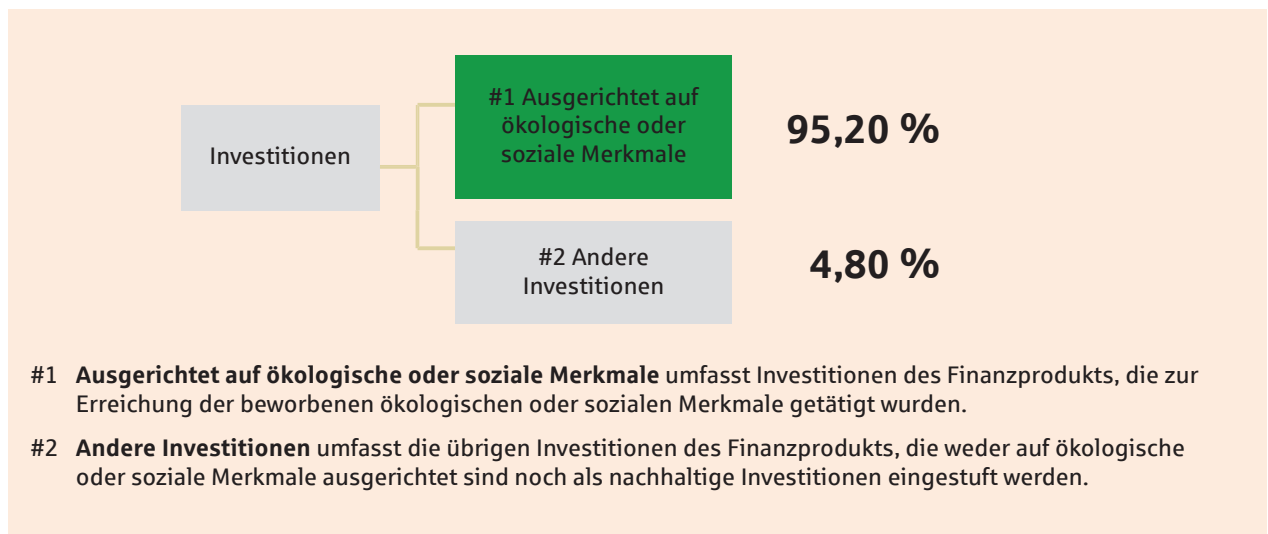 #1 Ausgerichtet auf
ökologische oder
soziale Merkmale
95,20 %
Investitionen
#2 Andere
Investitionen
4,80 %
#1 Ausgerichtet auf ökologische oder soziale Merkmale umfasst Investitionen des Finanzprodukts, die zur
Erreichung der beworbenen ökologischen oder sozialen Merkmale getätigt wurden.
#2 Andere Investitionen umfasst die übrigen Investitionen des Finanzprodukts, die weder auf ökologische
oder soziale Merkmale ausgerichtet sind noch als nachhaltige Investitionen eingestuft werden.